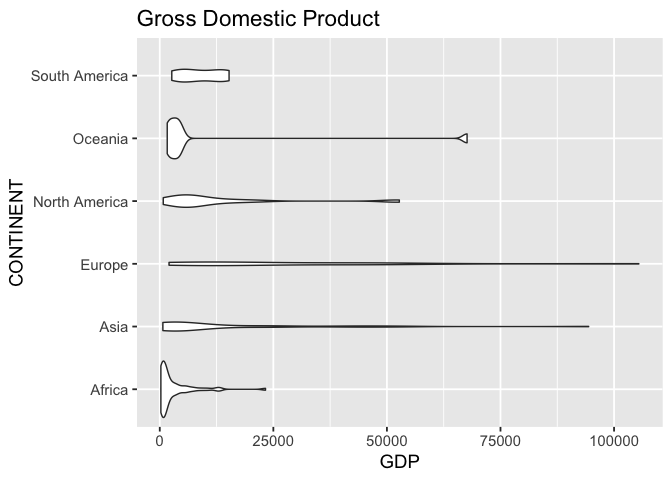 Gross Domestic Product
South America
Oceania
North America
Europe
Asia
Africa
CONTINENT
0 25000 50000 75000 100000
GDP